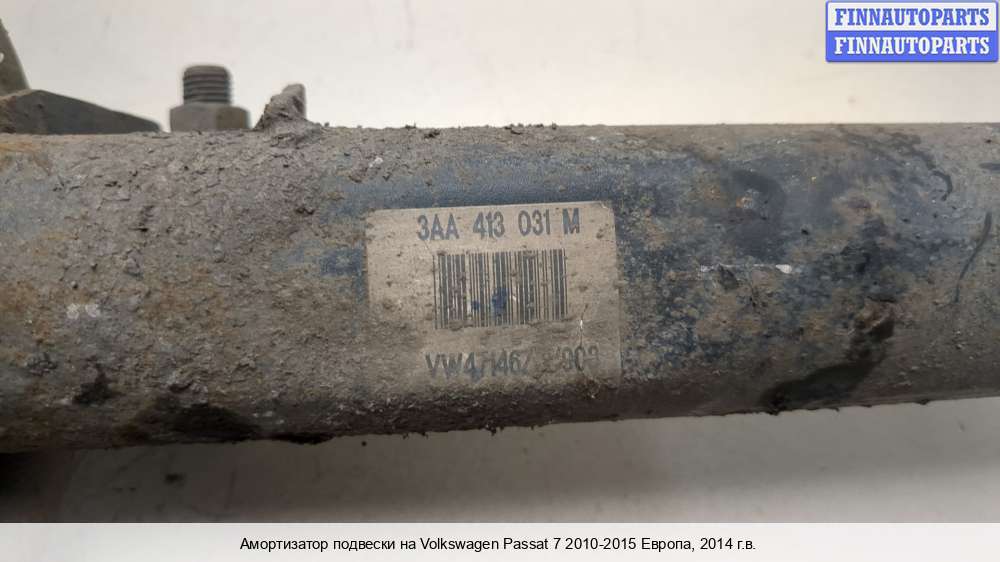 FINNAUTOPARTS
FINNAUTOPARTS
3AA 413 031 M
Амортизатор подвески на Volkswagen Passat 7 2010-2015 Европа, 2014 г.в.